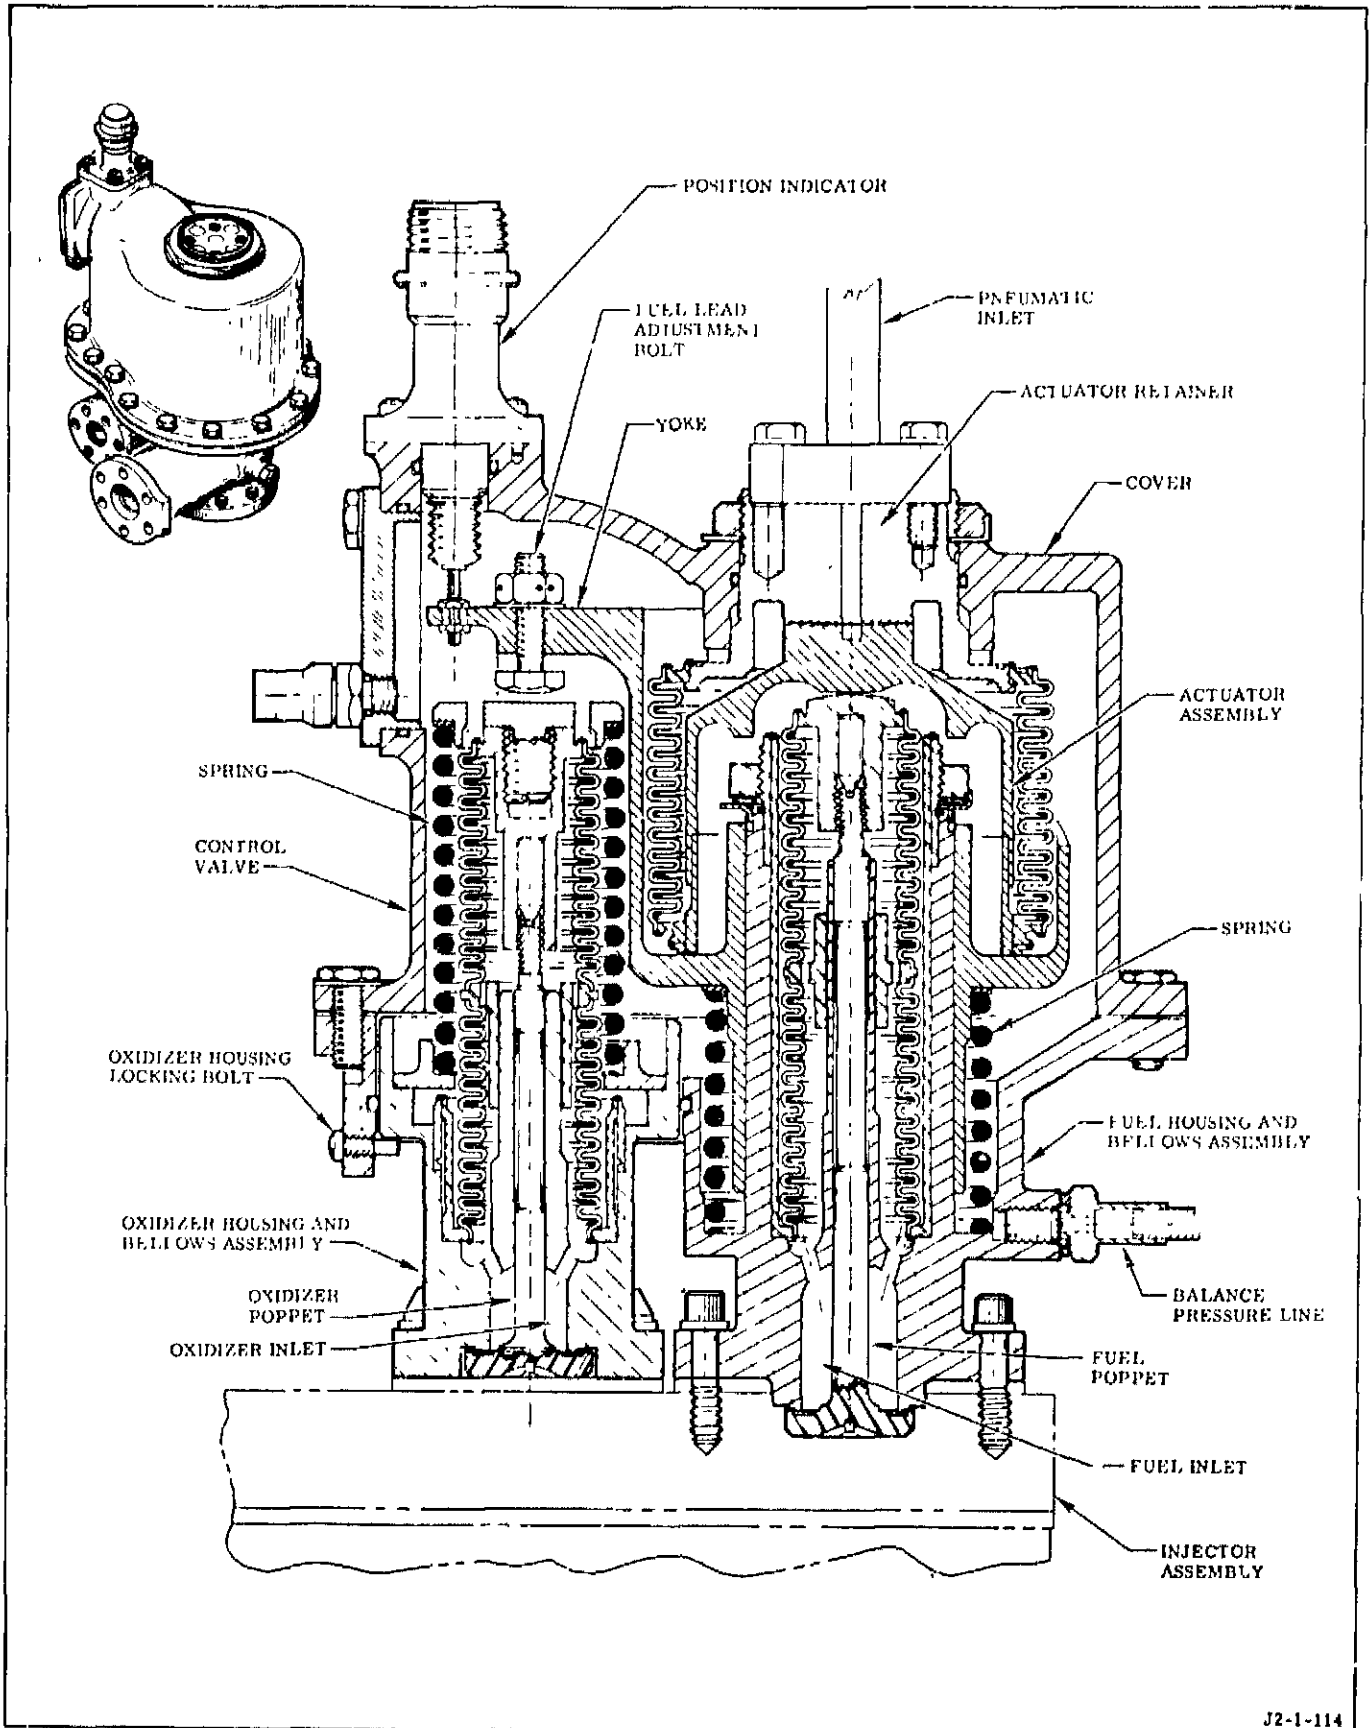 POSITION INDICATOR
FUEL LEAD
ADJUSTMENT
BOLT
PNEUMATIC
INLET
YOKE
ACTUATOR RETAINER
COVER
ACTUATOR
ASSEMBLY
SPRING
CONTROL
VALVE
SPRING
OXIDIZER HOUSING
LOCKING BOLT
FUEL HOUSING AND
BELLOWS ASSEMBLY
OXIDIZER HOUSING AND
BELLOWS ASSEMBLY
OXIDIZER
POPPET
OXIDIZER INLET
BALANCE
PRESSURE LINE
FUEL
POPPET
FUEL INLET
INJECTOR
ASSEMBLY
J2-1-114